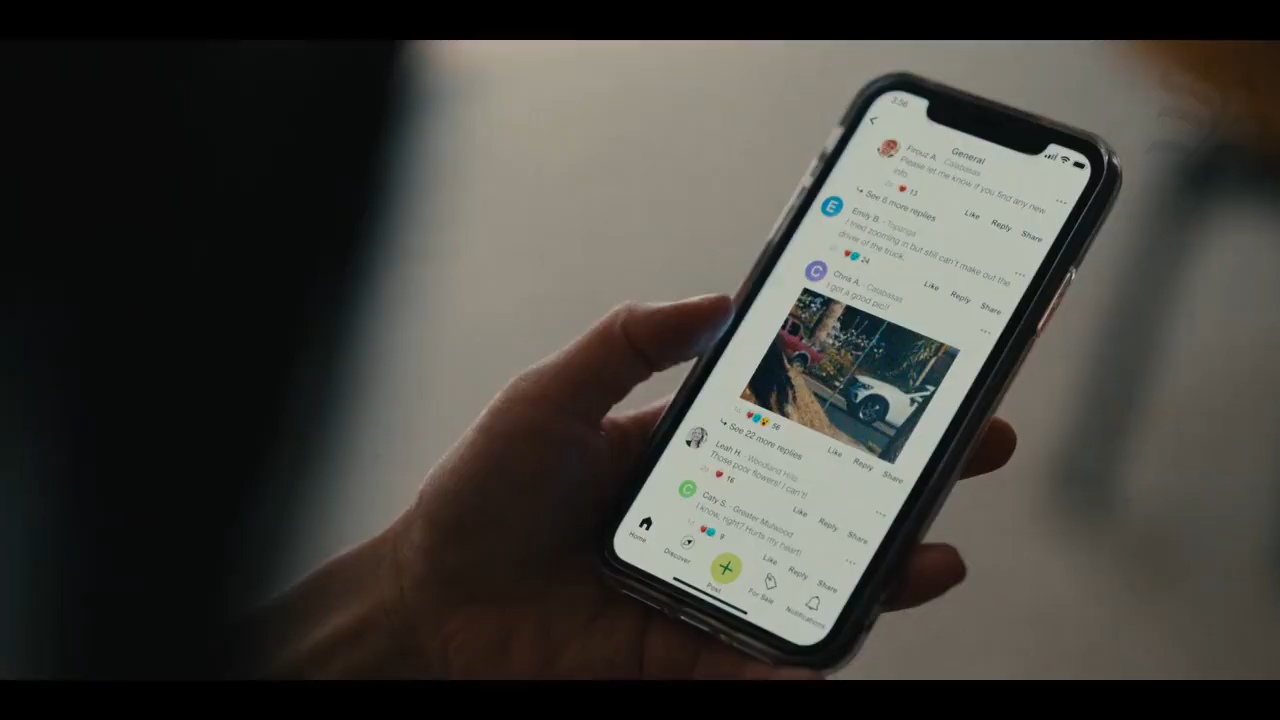 3:56
General
Firouz A. · Calabasas
Please let me know if you find any new
info.
13
Like Reply Share
See 6 more replies
Emily B. · Topanga
I tried zooming in but still can't make out the
driver of the truck.
24
Like Reply Share
Chris A. · Calabasas
I got a good pic!!
56
Like Reply Share
See 22 more replies
Leah H. · Woodland Hills
Those poor flowers! I can't!
16
Like Reply Share
Caty S. · Greater Mulwood
I know, right? Hurts my heart!
9
Like Reply Share
Home Discover Post For Sale Notifications